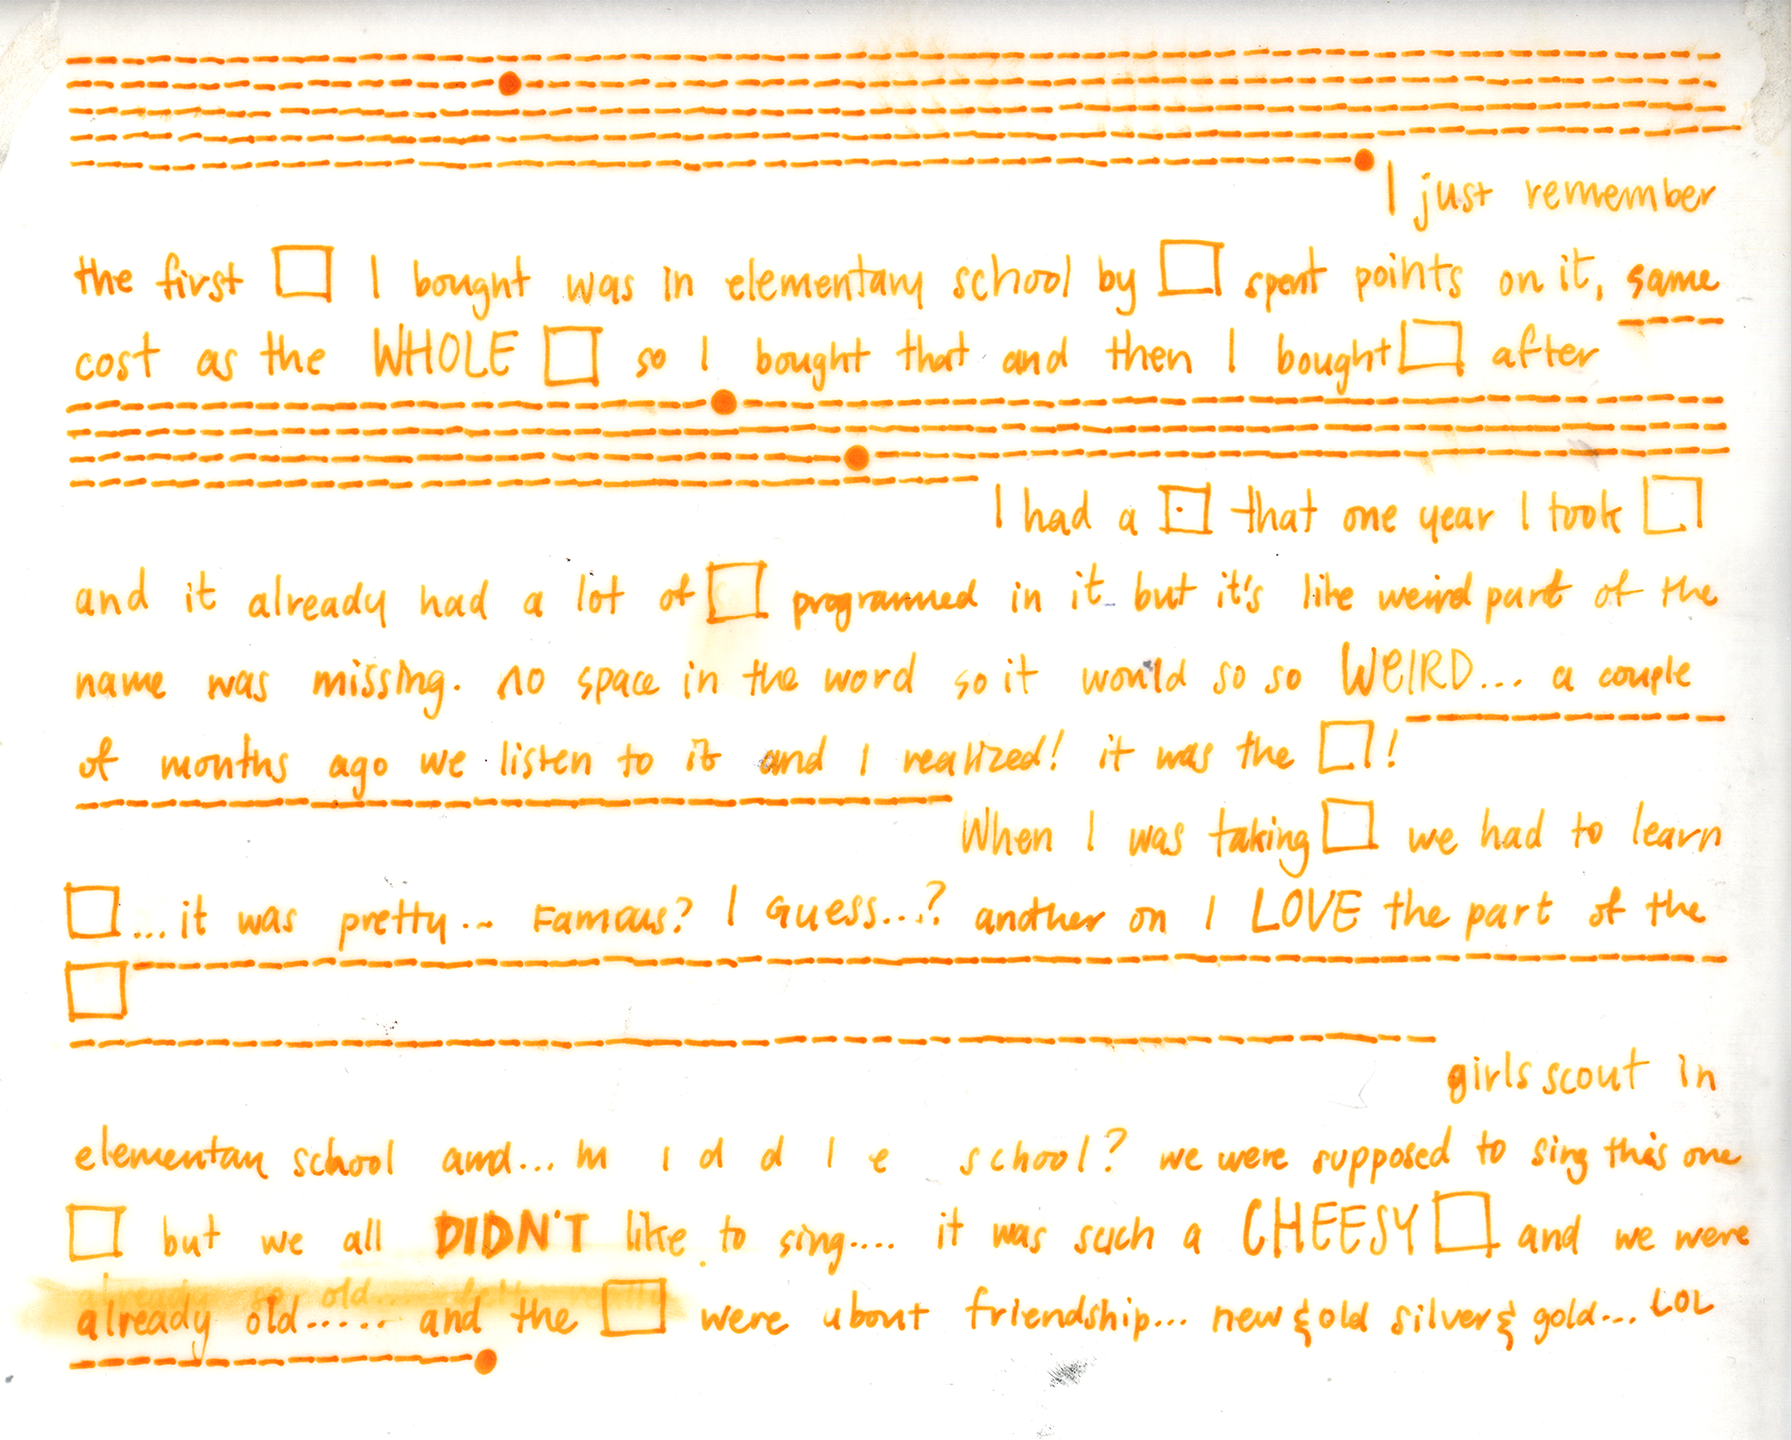 I just remember
the first □ I bought was in elementary school by □ spent points on it, same
cost as the WHOLE □ so I bought that and then I bought □ after
I had a □ that one year I took □
and it already had a lot of □ programmed in it but it's like weird part of the
name was missing. no space in the word so it would so so WEIRD... a couple
of months ago we listen to it and I realized! it was the □!
When I was taking □ we had to learn
□...it was pretty... Famous? I Guess...? another on I LOVE the part of the
□
girls scout in
elementary school and... m i d d l e school? we were supposed to sing this one
□ but we all DIDN'T like to sing.... it was such a CHEESY □ and we were
already old..... and the □ were about friendship... new & old silver & gold... LOL